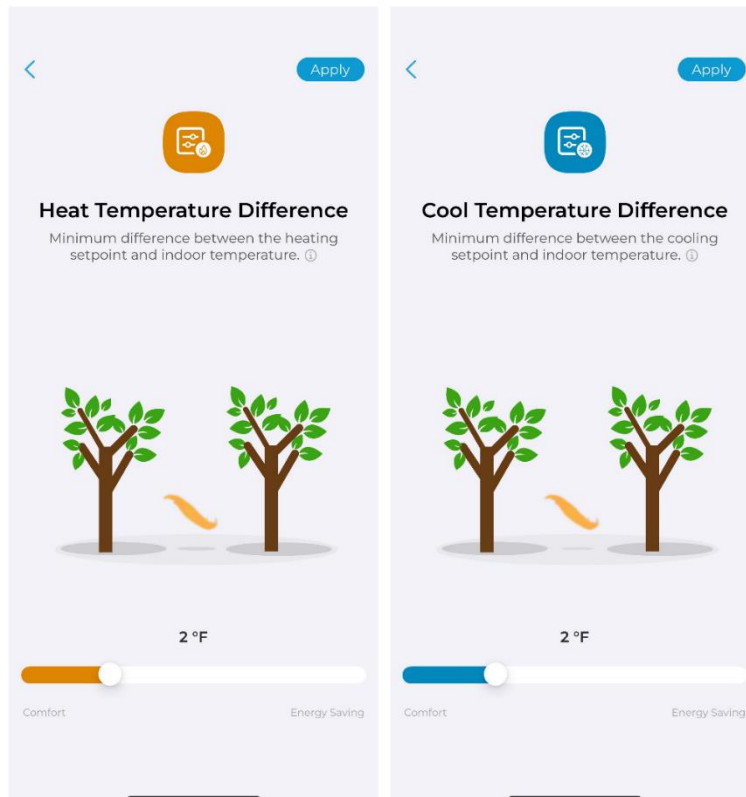 Apply
Heat Temperature Difference
Minimum difference between the heating
setpoint and indoor temperature. ⓘ
2 °F
Comfort Energy Saving
Apply
Cool Temperature Difference
Minimum difference between the cooling
setpoint and indoor temperature. ⓘ
2 °F
Comfort Energy Saving